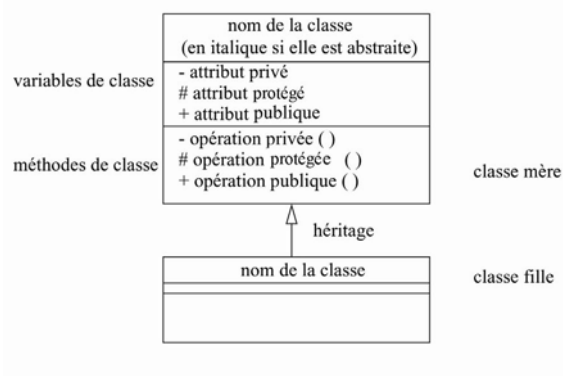 nom de la classe
(en italique si elle est abstraite)
variables de classe
- attribut privé
# attribut protégé
+ attribut publique
méthodes de classe
- opération privée ( )
# opération protégée ( )
+ opération publique ( )
classe mère
héritage
nom de la classe
classe fille